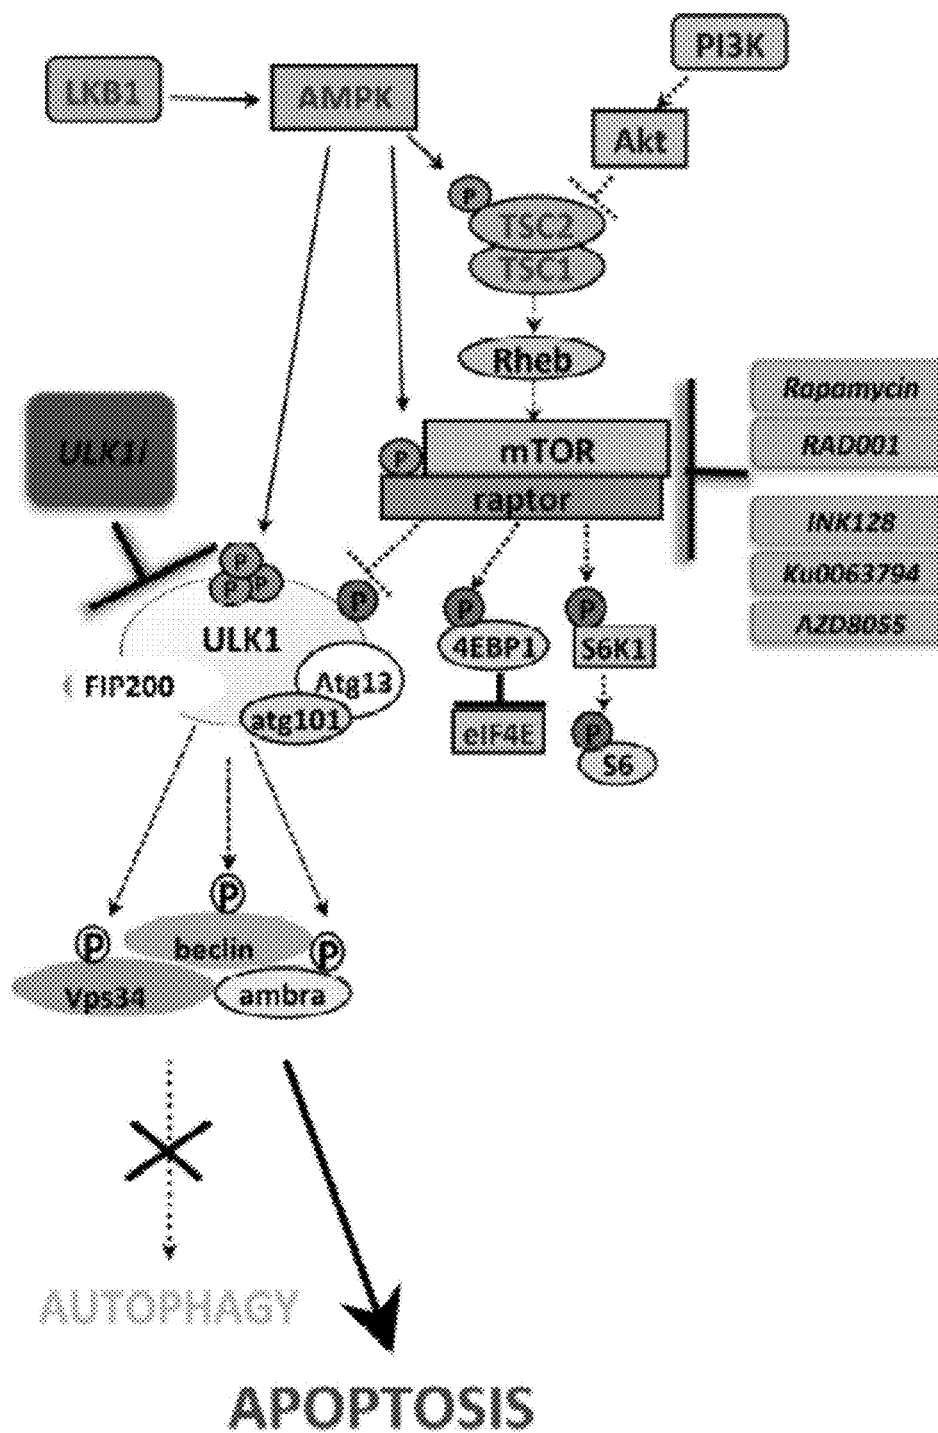 PI3K
LKB1
AMPK
Akt
P
TSC2
TSC1
Rheb
Rapamycin
ULK1i
mTOR
RAD001
P
raptor
INK128
P
P P
P
P
P
Ku0063794
ULK1
4EBP1
S6K1
AZD8055
FIP200
Atg13
atg101
eIF4E
P
S6
P
P
beclin
P
Vps34
ambra
AUTOPHAGY
APOPTOSIS